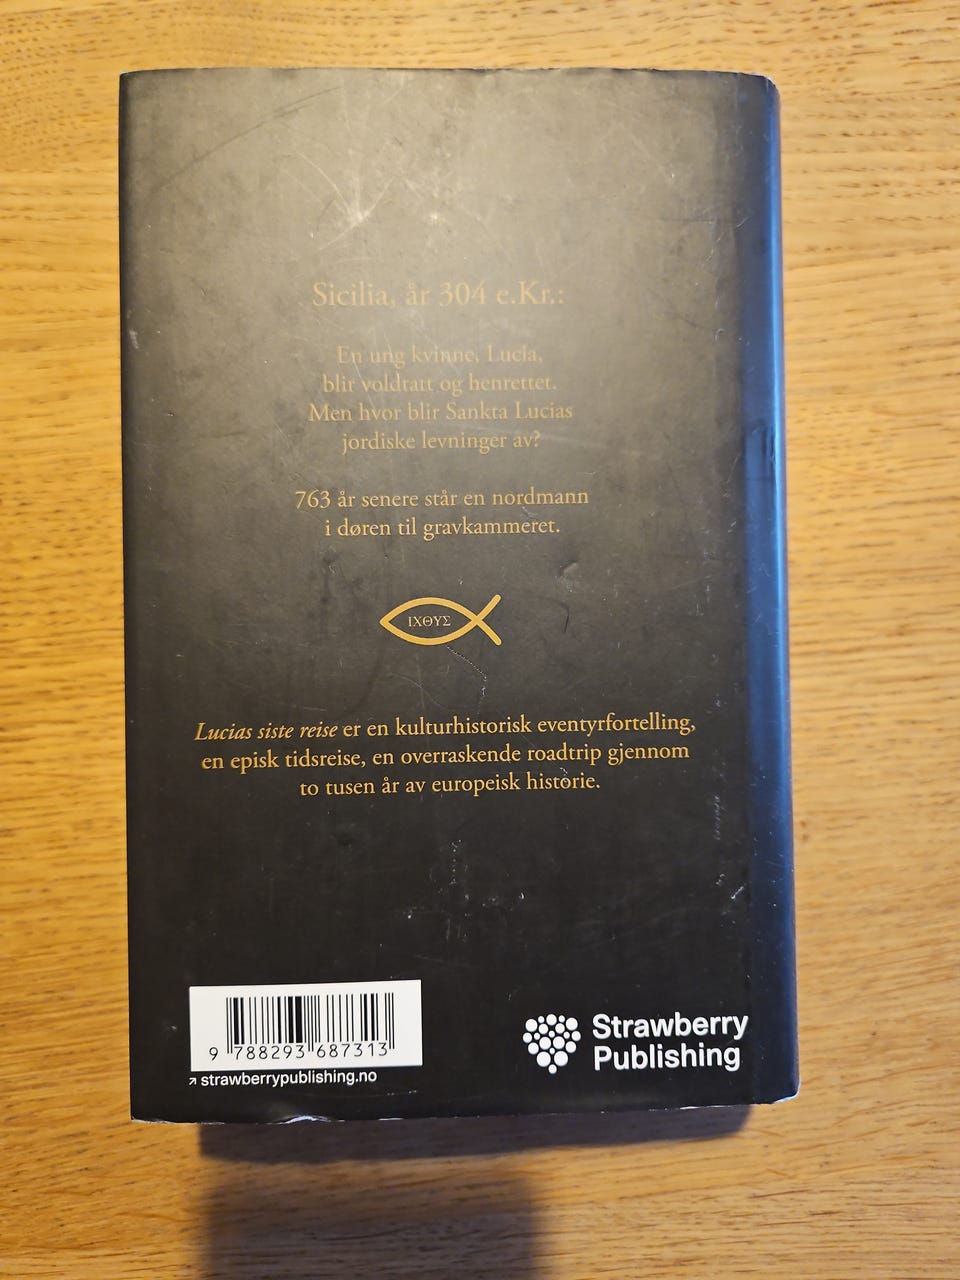 Sicilia, år 304 e.Kr.:
En ung kvinne, Lucia,
blir voldtatt og henrettet.
Men hvor blir Sankta Lucias
jordiske levninger av?
763 år senere står en nordmann
i døren til gravkammeret.
ΙΧΘΥΣ
Lucias siste reise er en kulturhistorisk eventyrfortelling,
en episk tidsreise, en overraskende roadtrip gjennom
to tusen år av europeisk historie.
9 788293 687313
↗ strawberrypublishing.no
Strawberry
Publishing